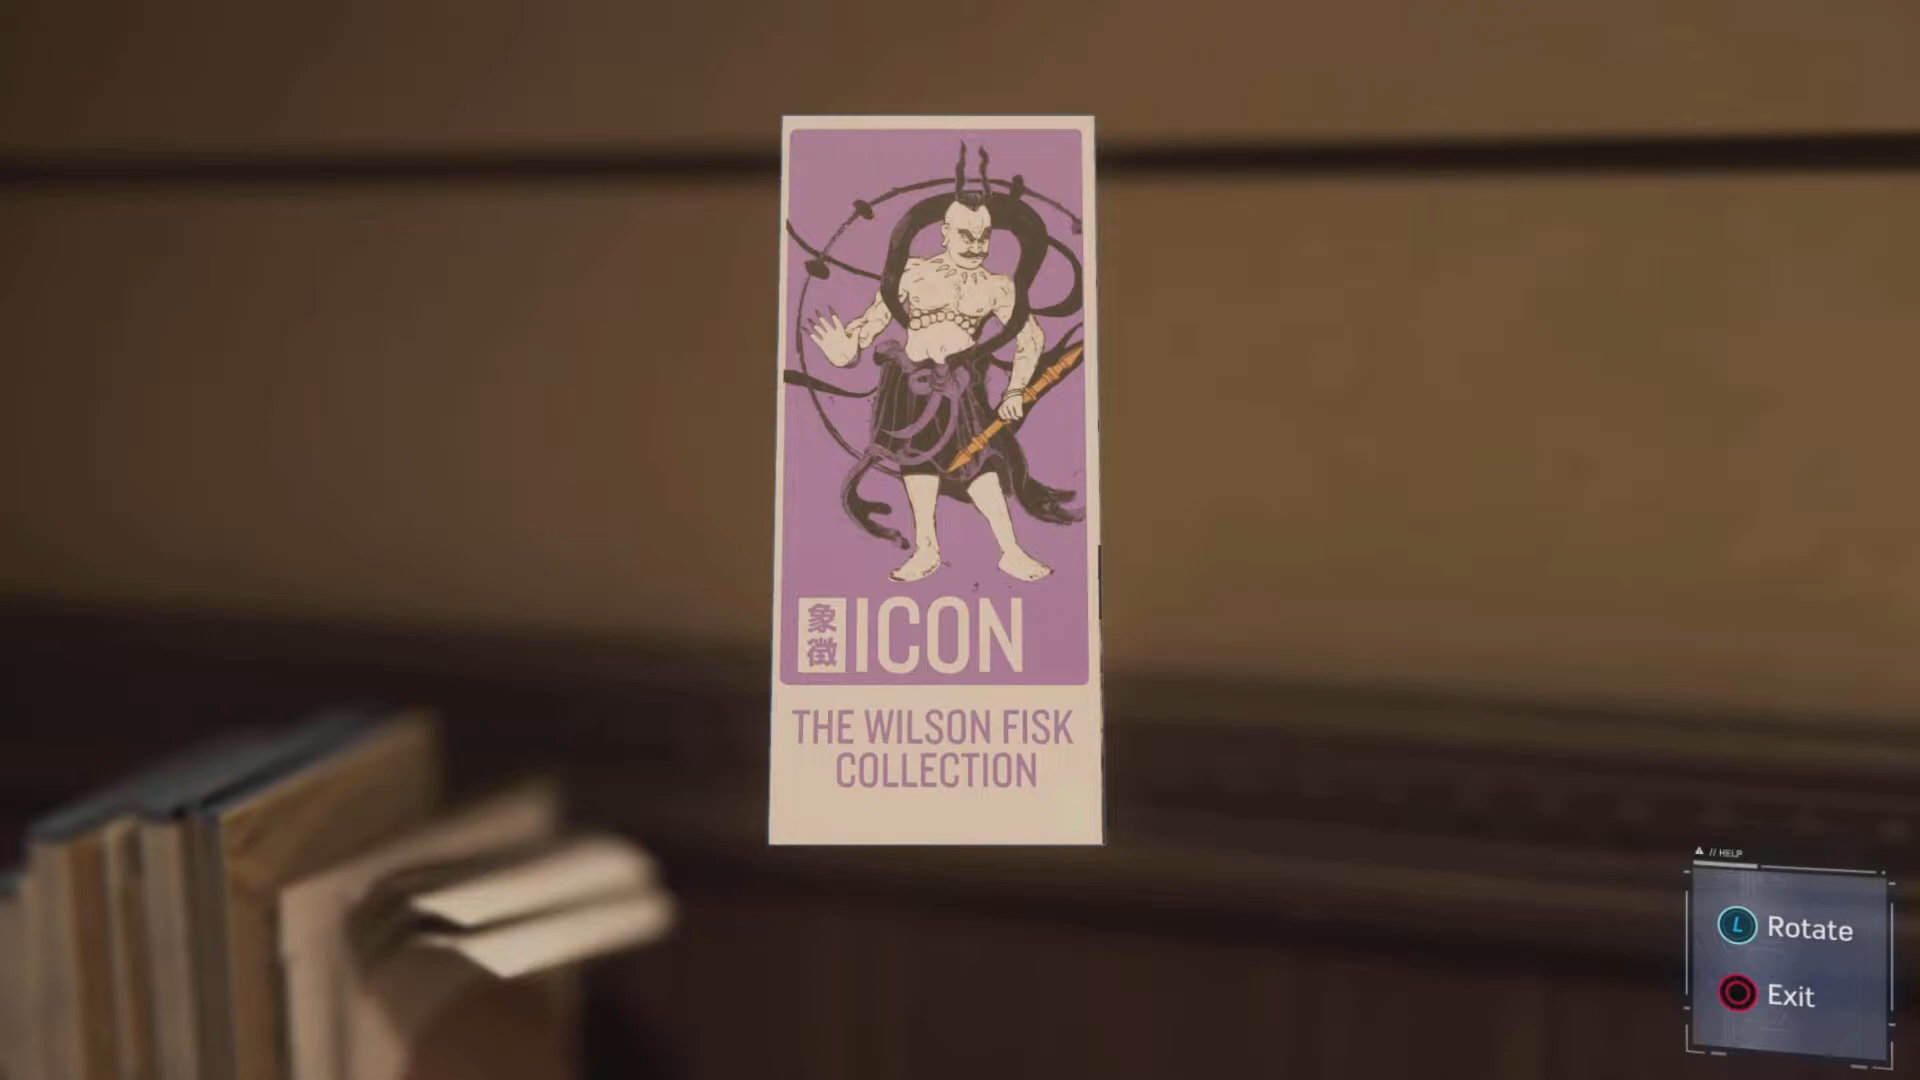 象
徴
ICON
THE WILSON FISK
COLLECTION
// HELP
L Rotate
Exit